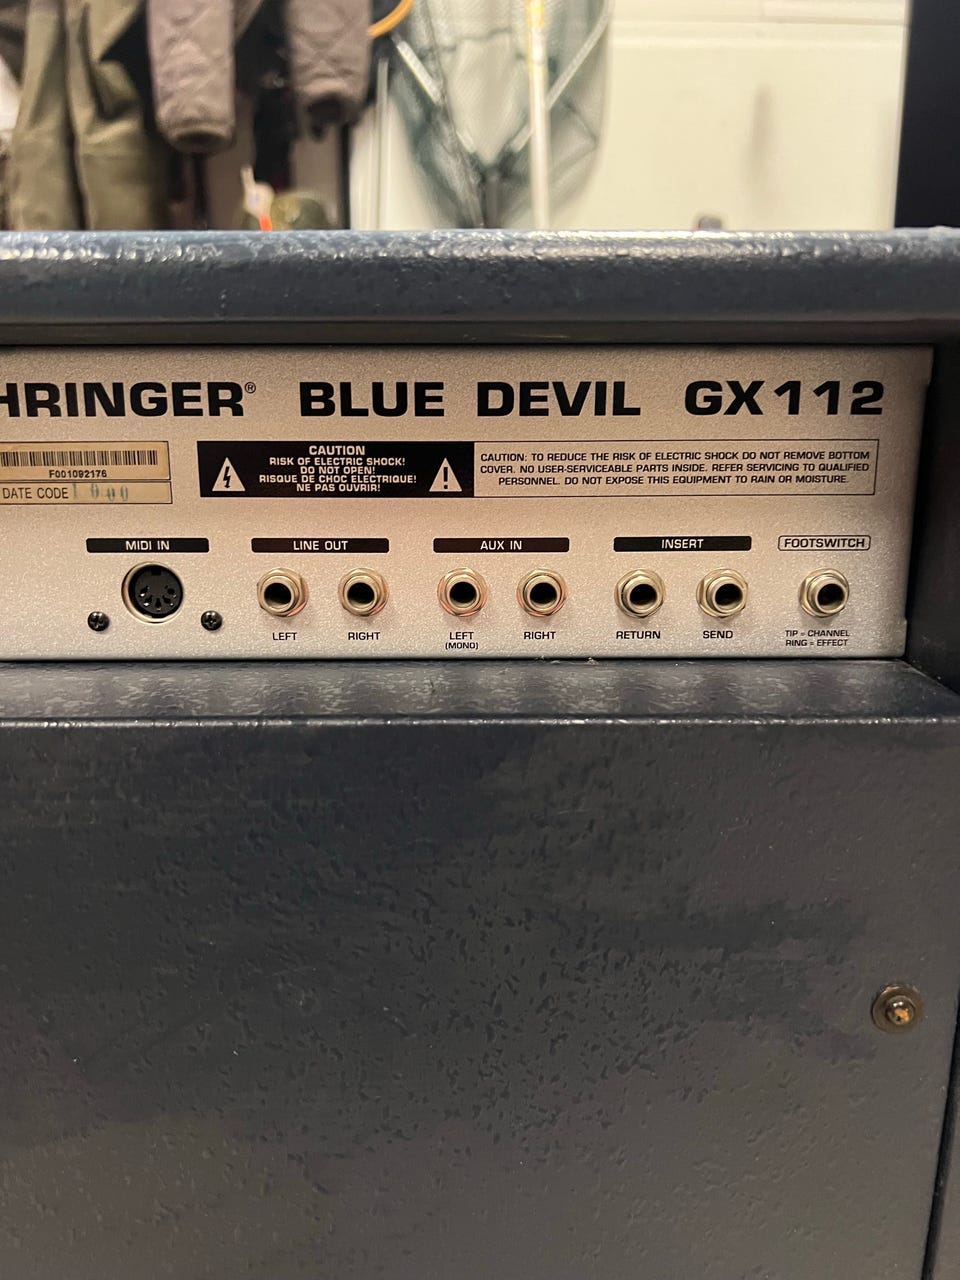 HRINGER® BLUE DEVIL GX112
F001092176
DATE CODE
CAUTION
RISK OF ELECTRIC SHOCK!
DO NOT OPEN!
RISQUE DE CHOC ELECTRIQUE!
NE PAS OUVRIR!
CAUTION: TO REDUCE THE RISK OF ELECTRIC SHOCK DO NOT REMOVE BOTTOM
COVER. NO USER-SERVICEABLE PARTS INSIDE. REFER SERVICING TO QUALIFIED
PERSONNEL. DO NOT EXPOSE THIS EQUIPMENT TO RAIN OR MOISTURE.
MIDI IN
LINE OUT
AUX IN
INSERT
FOOTSWITCH
LEFT
RIGHT
LEFT
(MONO)
RIGHT
RETURN
SEND
TIP = CHANNEL
RING = EFFECT